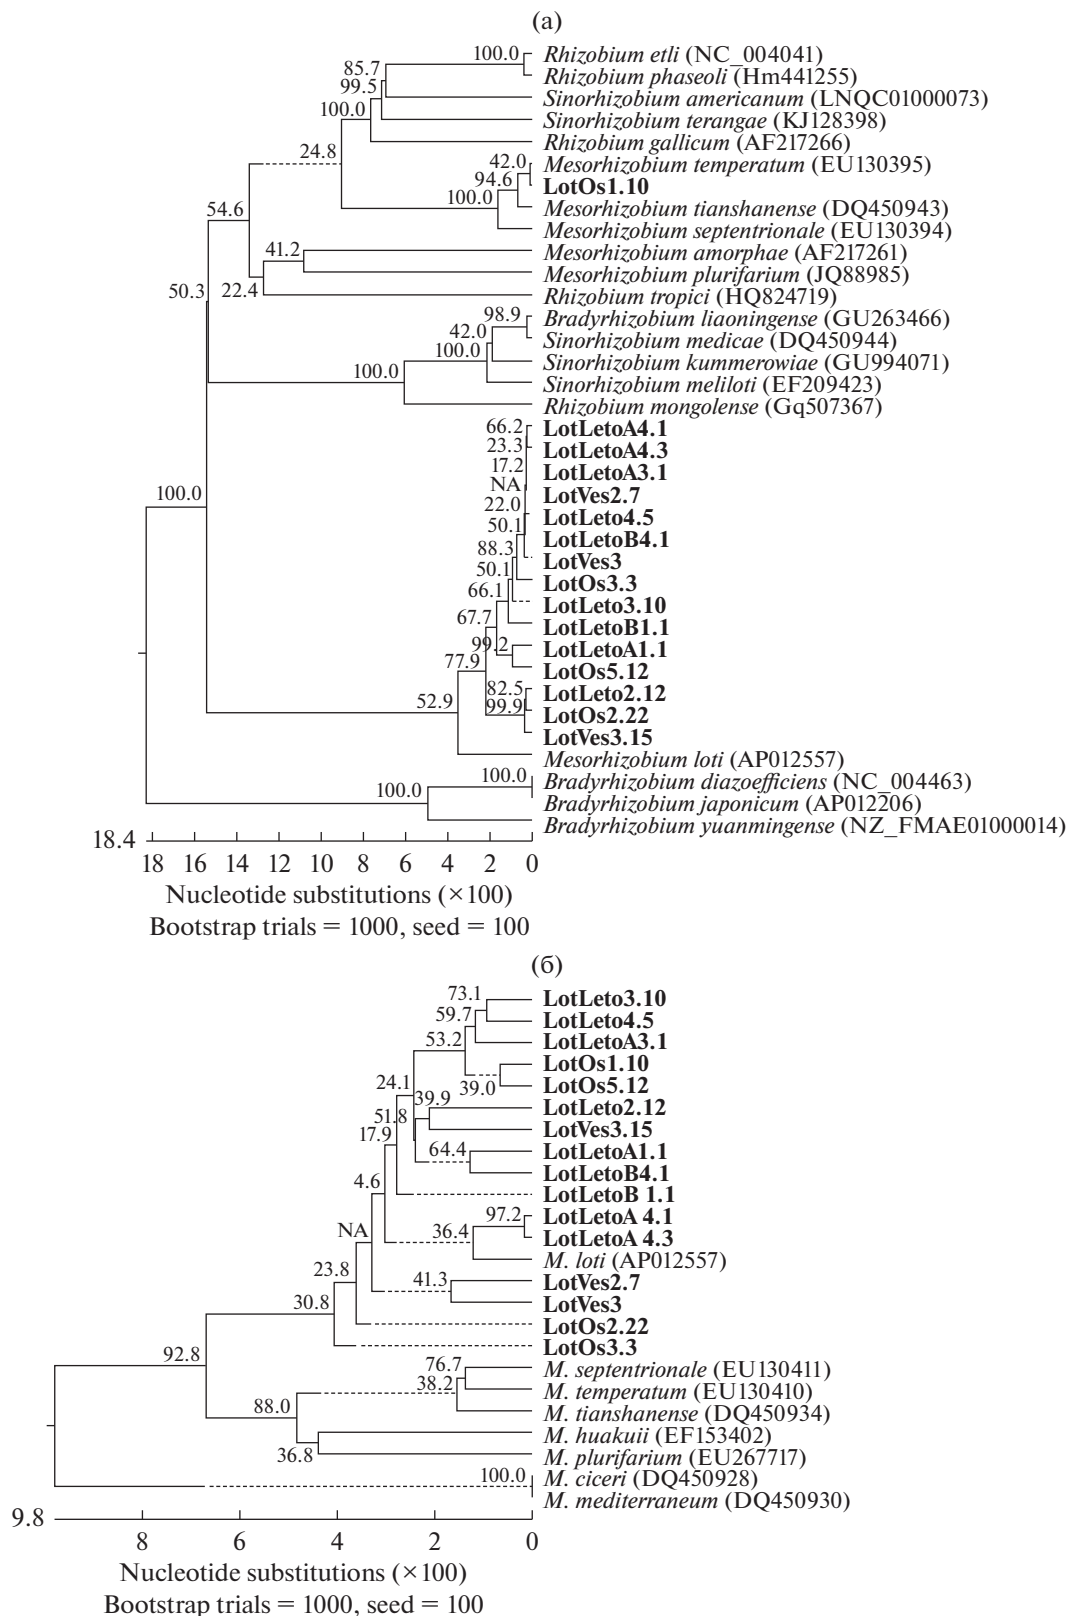 (а)
100.0
Rhizobium etli (NC_004041)
Rhizobium phaseoli (Hm441255)
85.7
Sinorhizobium americanum (LNQC01000073)
99.5
Sinorhizobium terangae (KJ128398)
100.0
Rhizobium gallicum (AF217266)
24.8
42.0
Mesorhizobium temperatum (EU130395)
94.6
LotOs1.10
100.0
Mesorhizobium tianshanense (DQ450943)
54.6
Mesorhizobium septentrionale (EU130394)
41.2
Mesorhizobium amorphae (AF217261)
Mesorhizobium plurifarium (JQ88985)
50.3
22.4
Rhizobium tropici (HQ824719)
98.9
Bradyrhizobium liaoningense (GU263466)
42.0
Sinorhizobium medicae (DQ450944)
100.0
Sinorhizobium kummerowiae (GU994071)
100.0
Sinorhizobium meliloti (EF209423)
Rhizobium mongolense (Gq507367)
66.2
LotLetoA4.1
23.3
LotLetoA4.3
17.2
LotLetoA3.1
NA
100.0
LotVes2.7
22.0
LotLeto4.5
50.1
LotLetoB4.1
88.3
LotVes3
50.1
LotOs3.3
66.1
LotLeto3.10
67.7
LotLetoB1.1
99.2
LotLetoA1.1
77.9
LotOs5.12
82.5
LotLeto2.12
52.9
99.9
LotOs2.22
LotVes3.15
Mesorhizobium loti (AP012557)
100.0
Bradyrhizobium diazoefficiens (NC_004463)
100.0
Bradyrhizobium japonicum (AP012206)
Bradyrhizobium yuanmingense (NZ_FMAE01000014)
18.4
18 16 14 12 10 8 6 4 2 0
Nucleotide substitutions (×100)
Bootstrap trials = 1000, seed = 100
(б)
73.1
LotLeto3.10
59.7
LotLeto4.5
53.2
LotLetoA3.1
LotOs1.10
24.1
39.0
LotOs5.12
39.9
LotLeto2.12
51.8
17.9
LotVes3.15
64.4
LotLetoA1.1
4.6
LotLetoB4.1
LotLetoB 1.1
97.2
LotLetoA 4.1
NA
36.4
LotLetoA 4.3
M. loti (AP012557)
23.8
41.3
LotVes2.7
30.8
LotVes3
LotOs2.22
92.8
LotOs3.3
76.7
M. septentrionale (EU130411)
38.2
M. temperatum (EU130410)
88.0
M. tianshanense (DQ450934)
M. huakuii (EF153402)
36.8
M. plurifarium (EU267717)
100.0
M. ciceri (DQ450928)
M. mediterraneum (DQ450930)
9.8
8 6 4 2 0
Nucleotide substitutions (×100)
Bootstrap trials = 1000, seed = 100